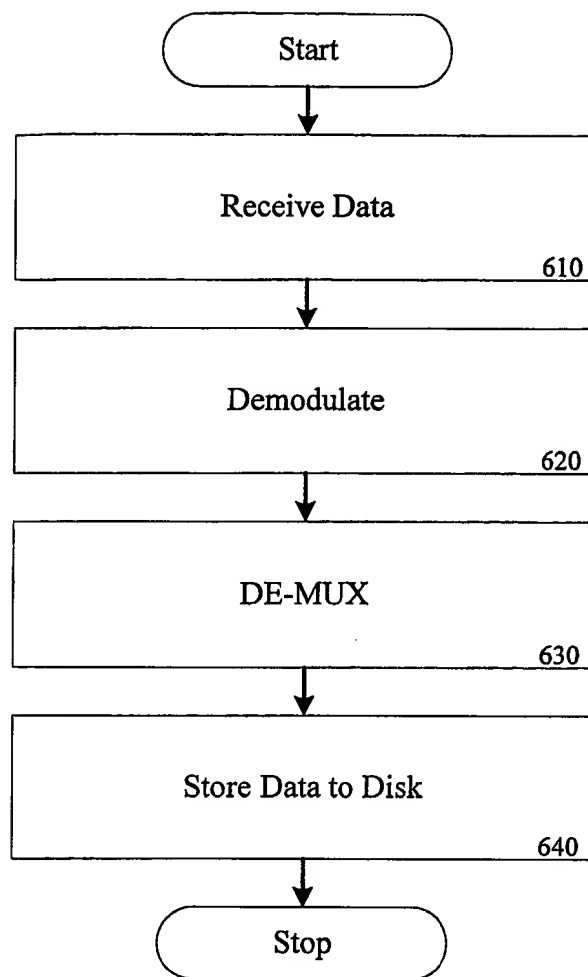 Start
Receive Data
610
Demodulate
620
DE-MUX
630
Store Data to Disk
640
Stop